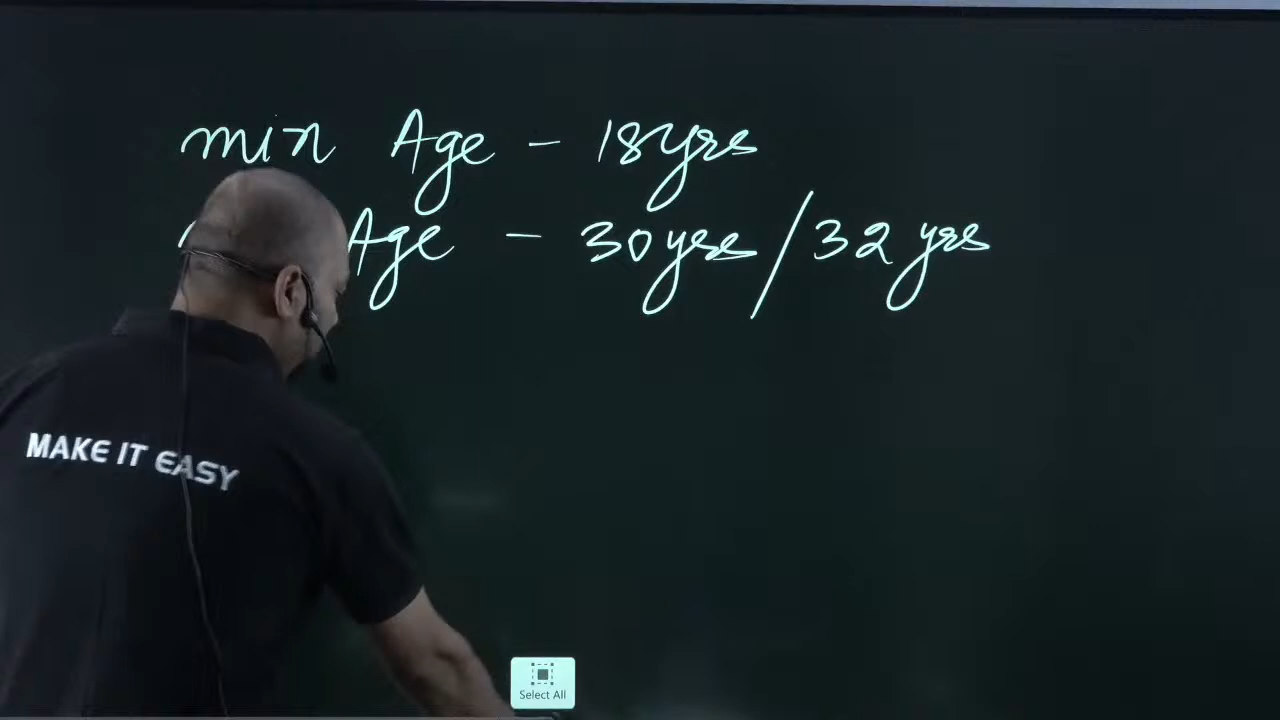 min Age - 18yrs
Age - 30yrs / 32 yrs
MAKE IT EASY
Select All